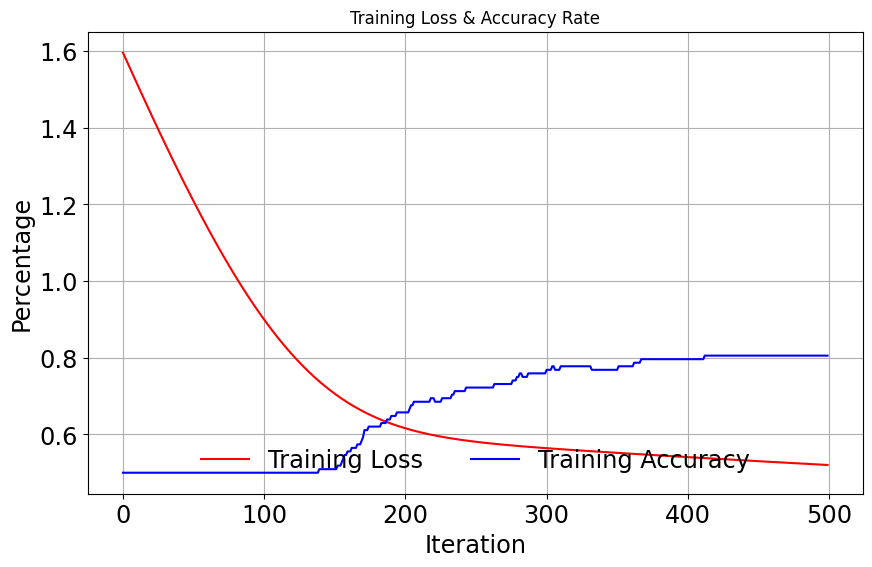 Training Loss & Accuracy Rate
1.6
1.4
1.2
1.0
0.8
0.6
Percentage
Training Loss
Training Accuracy
0 100 200 300 400 500
Iteration